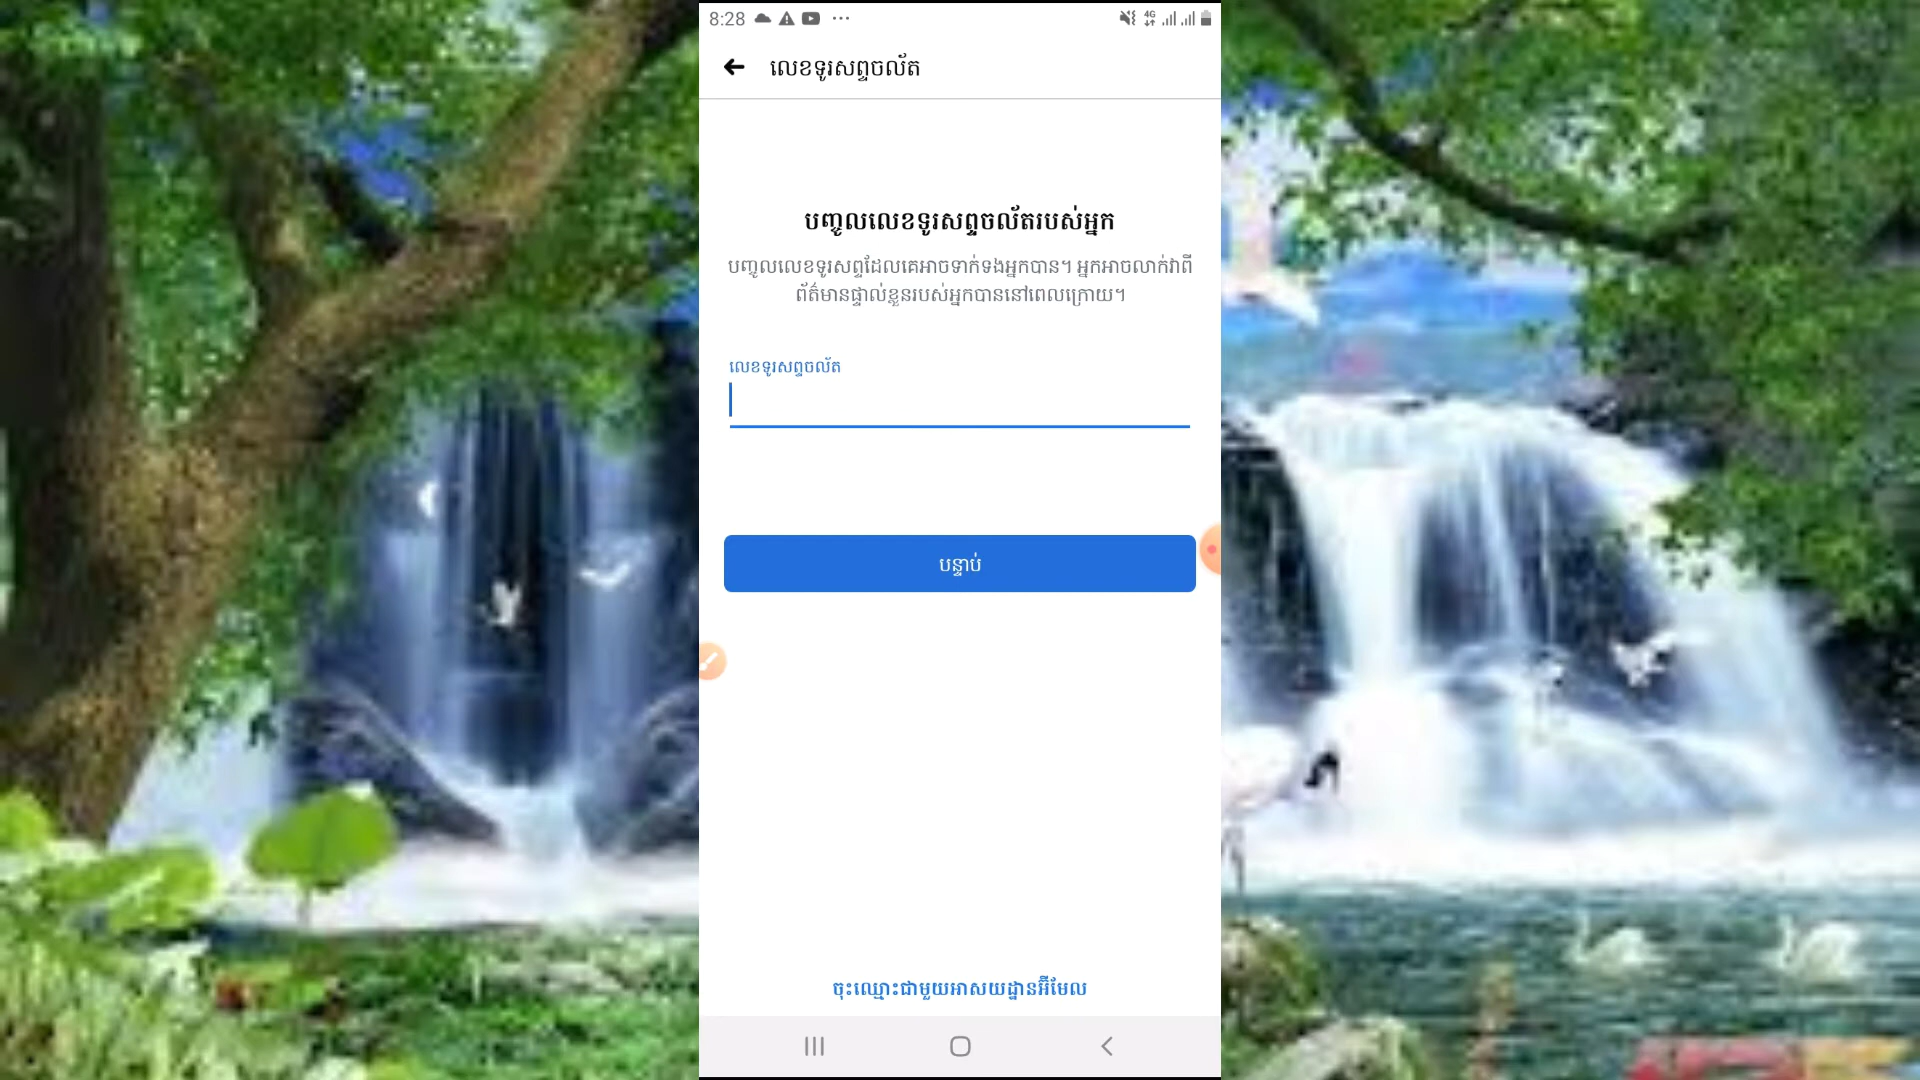 8:28
4G
លេខទូរសព្ទចល័ត
បញ្ចូលលេខទូរសព្ទចល័តរបស់អ្នក
បញ្ចូលលេខទូរសព្ទដែលគេអាចទាក់ទងអ្នកបាន។ អ្នកអាចលាក់វាពី
ព័ត៌មានផ្ទាល់ខ្លួនរបស់អ្នកបាននៅពេលក្រោយ។
លេខទូរសព្ទចល័ត
បន្ទាប់
ចុះឈ្មោះជាមួយអាសយដ្ឋានអ៊ីមែល